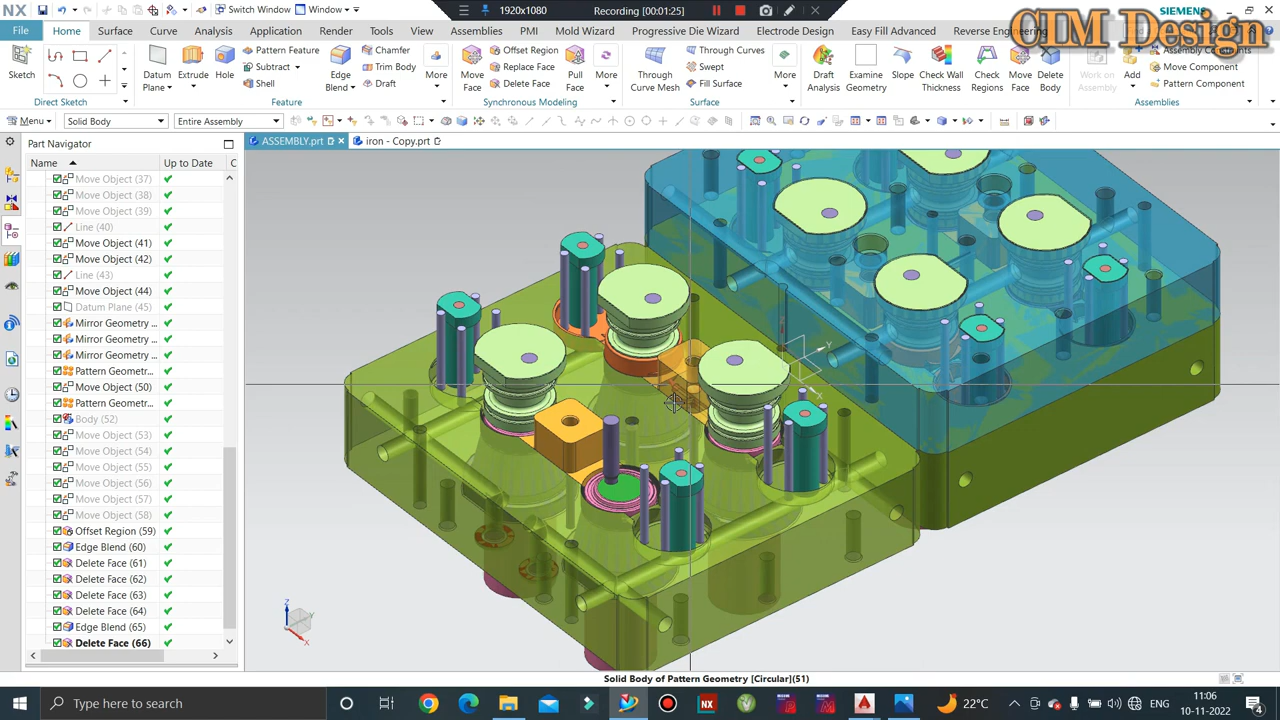 NX
Switch Window
Window
1920x1080
Recording [00:01:25]
SIEMENS
CIM Design
File
Home
Surface
Curve
Analysis
View
Render
Tools
Application
Assemblies
PMI
Mold Wizard
Progressive Die Wizard
Electrode Design
Easy Fill Advanced
Reverse Engineering
Sketch
Datum Plane
Extrude
Hole
Pattern Feature
Subtract
Shell
Edge Blend
Chamfer
Trim Body
Draft
More
Move Face
Offset Region
Replace Face
Delete Face
Pull Face
More
Through Curve Mesh
Through Curves
Swept
Fill Surface
More
Draft Analysis
Examine Geometry
Slope
Check Wall Thickness
Check Regions
Move Face
Delete Body
Work on Assembly
Add
Assembly Constraints
Move Component
Pattern Component
Direct Sketch
Feature
Synchronous Modeling
Surface
Assemblies
Menu
Solid Body
Entire Assembly
Part Navigator
ASSEMBLY.prt
iron - Copy.prt
Name
Up to Date
C
Move Object (37)
Move Object (38)
Move Object (39)
Line (40)
Move Object (41)
Move Object (42)
Line (43)
Move Object (44)
Datum Plane (45)
Mirror Geometry ...
Mirror Geometry ...
Mirror Geometry ...
Pattern Geometr...
Move Object (50)
Pattern Geometr...
Body (52)
Move Object (53)
Move Object (54)
Move Object (55)
Move Object (56)
Move Object (57)
Move Object (58)
Offset Region (59)
Edge Blend (60)
Delete Face (61)
Delete Face (62)
Delete Face (63)
Delete Face (64)
Edge Blend (65)
Delete Face (66)
Y
X
Z
Y
X
Solid Body of Pattern Geometry [Circular](51)
Type here to search
22°C
ENG
11:06
10-11-2022
4